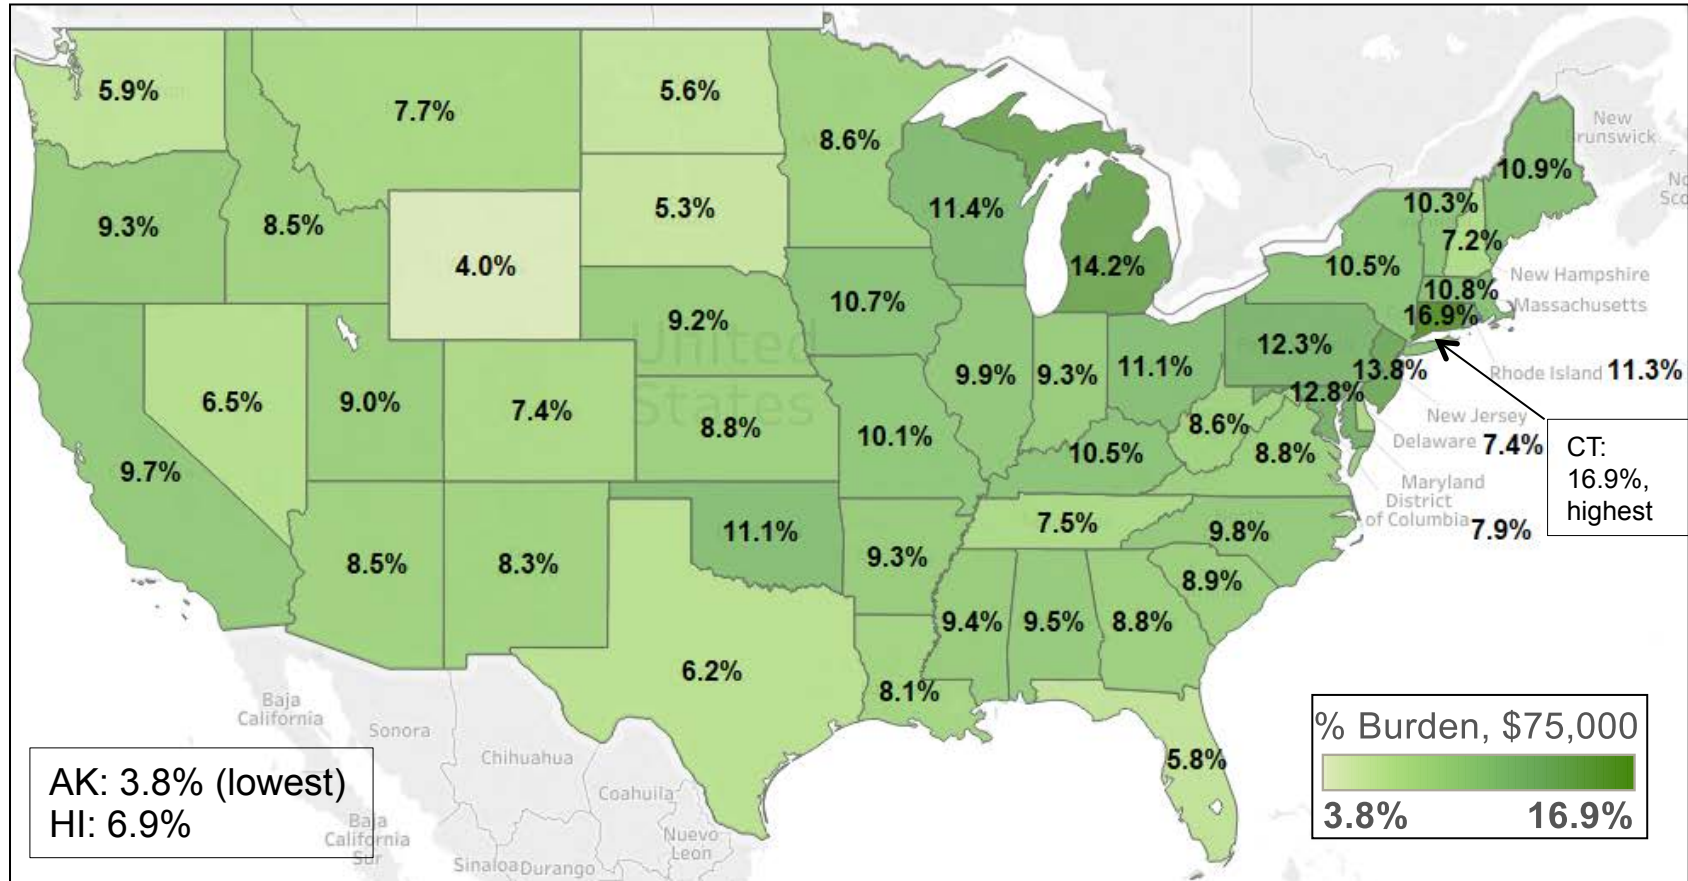 5.9%
7.7%
5.6%
8.6%
9.3%
8.5%
4.0%
5.3%
11.4%
14.2%
10.9%
10.3%
7.2%
10.5%
10.8%
16.9%
New
Brunswick
New Hampshire
Massachusetts
Rhode Island 11.3%
9.2%
10.7%
United
States
6.5%
9.0%
7.4%
8.8%
9.9%
9.3%
11.1%
12.3%
13.8%
12.8%
New Jersey
Delaware 7.4%
Maryland
District
of Columbia 7.9%
CT:
16.9%,
highest
9.7%
10.1%
10.5%
8.6%
8.8%
8.5%
8.3%
11.1%
9.3%
7.5%
9.8%
8.9%
9.4%
9.5%
8.8%
6.2%
8.1%
5.8%
Baja
California
Sonora
Chihuahua
Coahuila
Nuevo
Leon
Baja
California
Sur
Sinaloa
Durango
AK: 3.8% (lowest)
HI: 6.9%
% Burden, $75,000
3.8% 16.9%